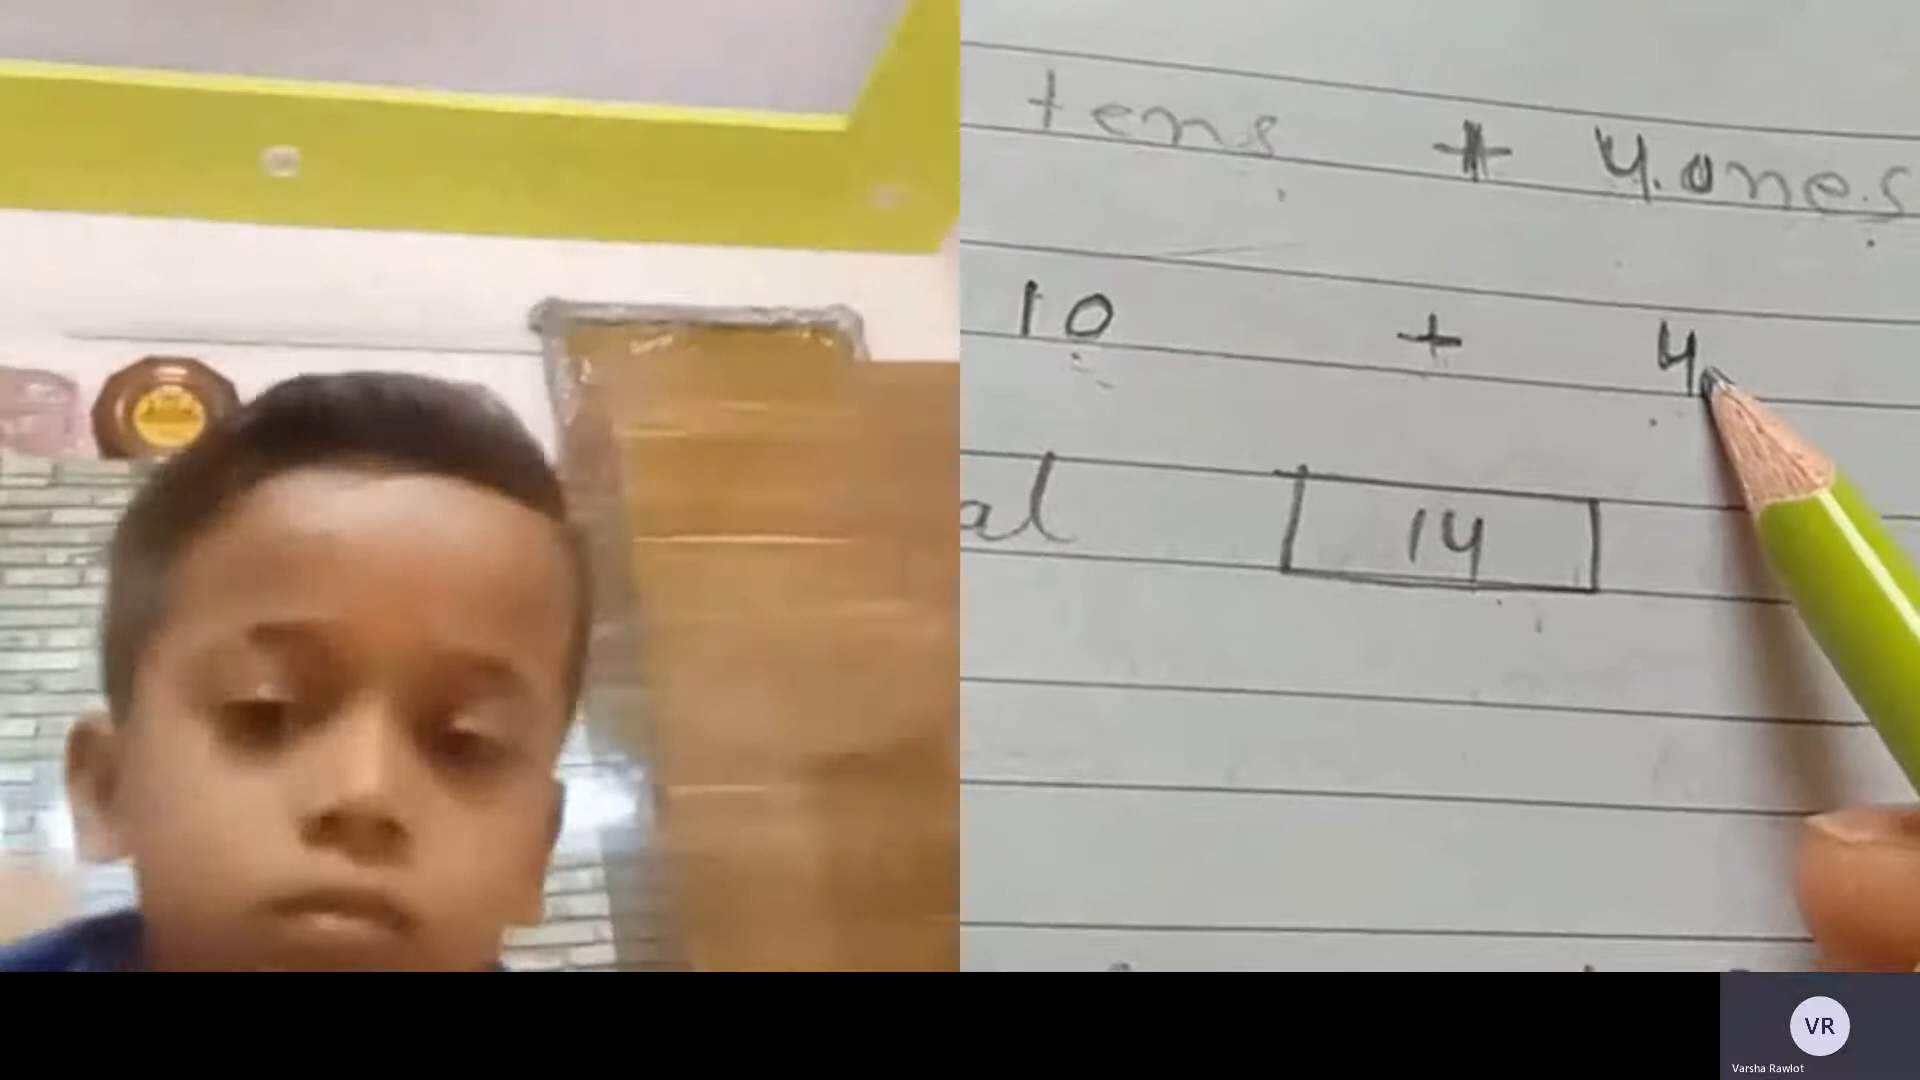 tens + 4 ones
10 + 4
al 14
VR
Varsha Rawlot